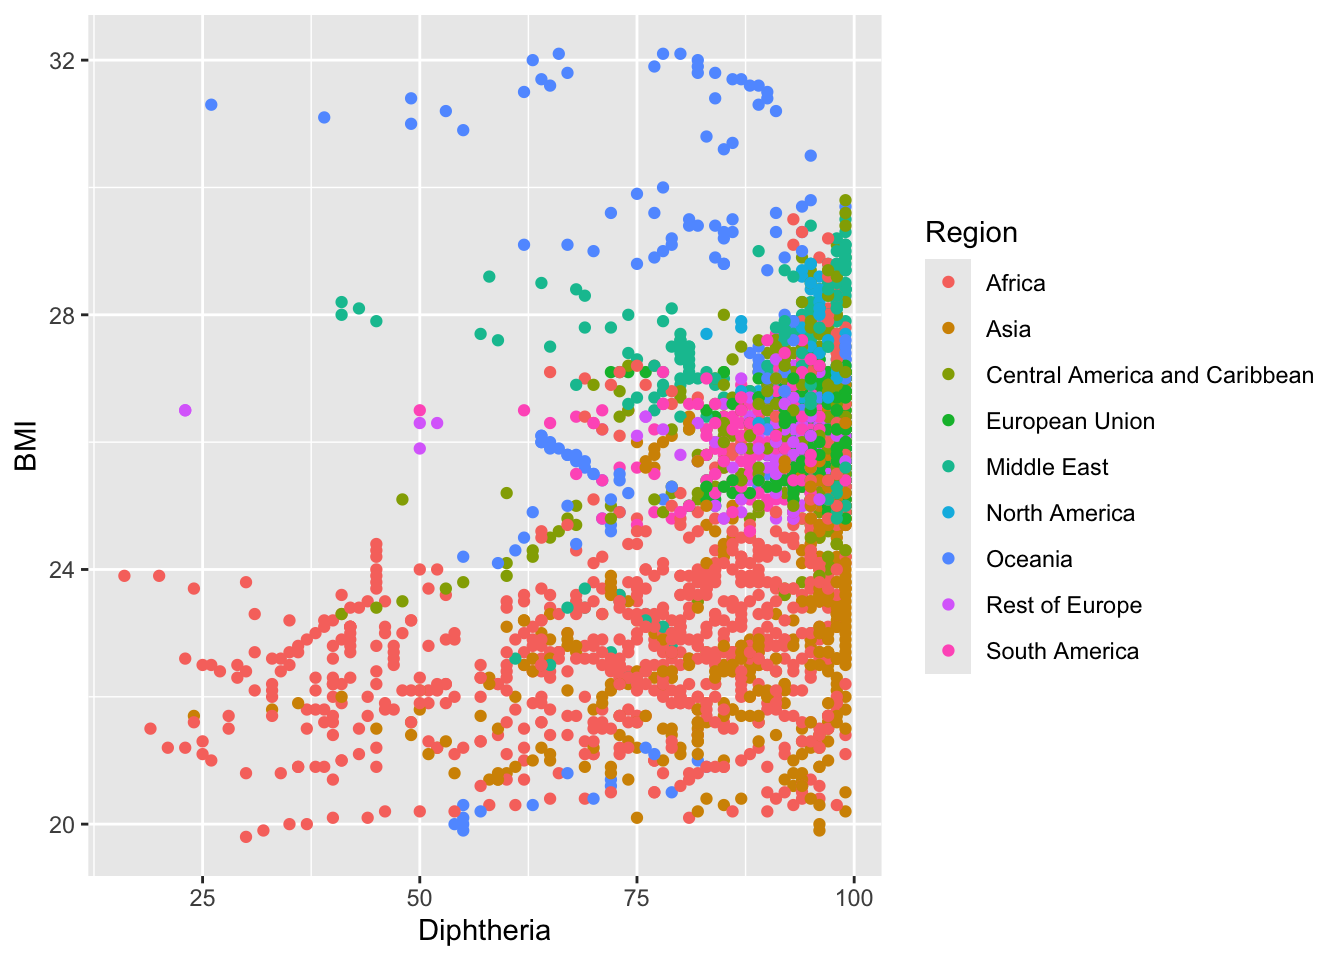 32
28
24
20
BMI
25 50 75 100
Diphtheria
Region
Africa
Asia
Central America and Caribbean
European Union
Middle East
North America
Oceania
Rest of Europe
South America